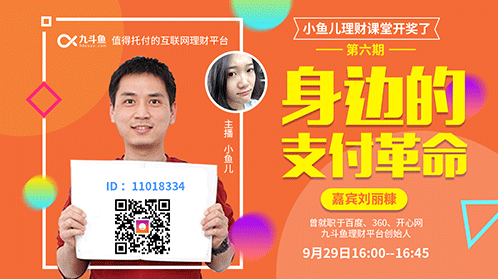 九斗鱼
值得托付的互联网理财平台
小鱼儿理财课堂开奖了
第六期
身边的
支付革命
主播 小鱼儿
ID：11018334
嘉宾刘丽糠
曾就职于百度、360、开心网
九斗鱼理财平台创始人
9月29日16:00--16:45